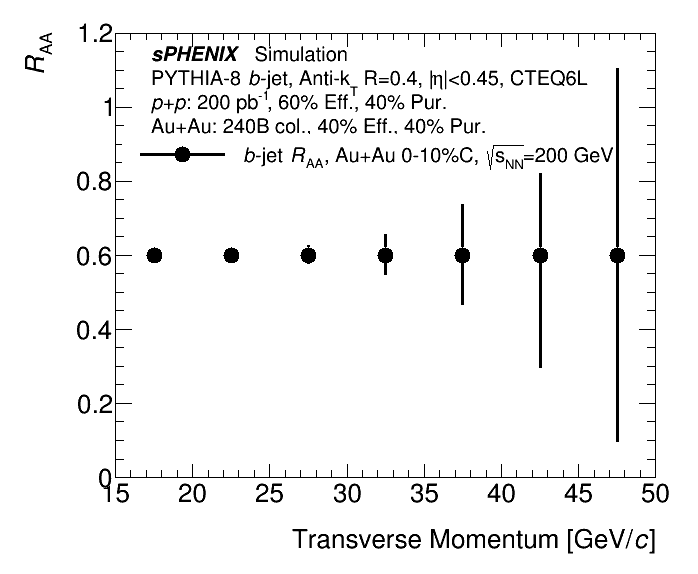 R_AA
1.2
sPHENIX Simulation
PYTHIA-8 b-jet, Anti-k_T R=0.4, |η|<0.45, CTEQ6L
p+p: 200 pb⁻¹, 60% Eff., 40% Pur.
Au+Au: 240B col., 40% Eff., 40% Pur.
b-jet R_AA, Au+Au 0-10%C, √s_NN=200 GeV
1
0.8
0.6
0.4
0.2
0
15 20 25 30 35 40 45 50
Transverse Momentum [GeV/c]